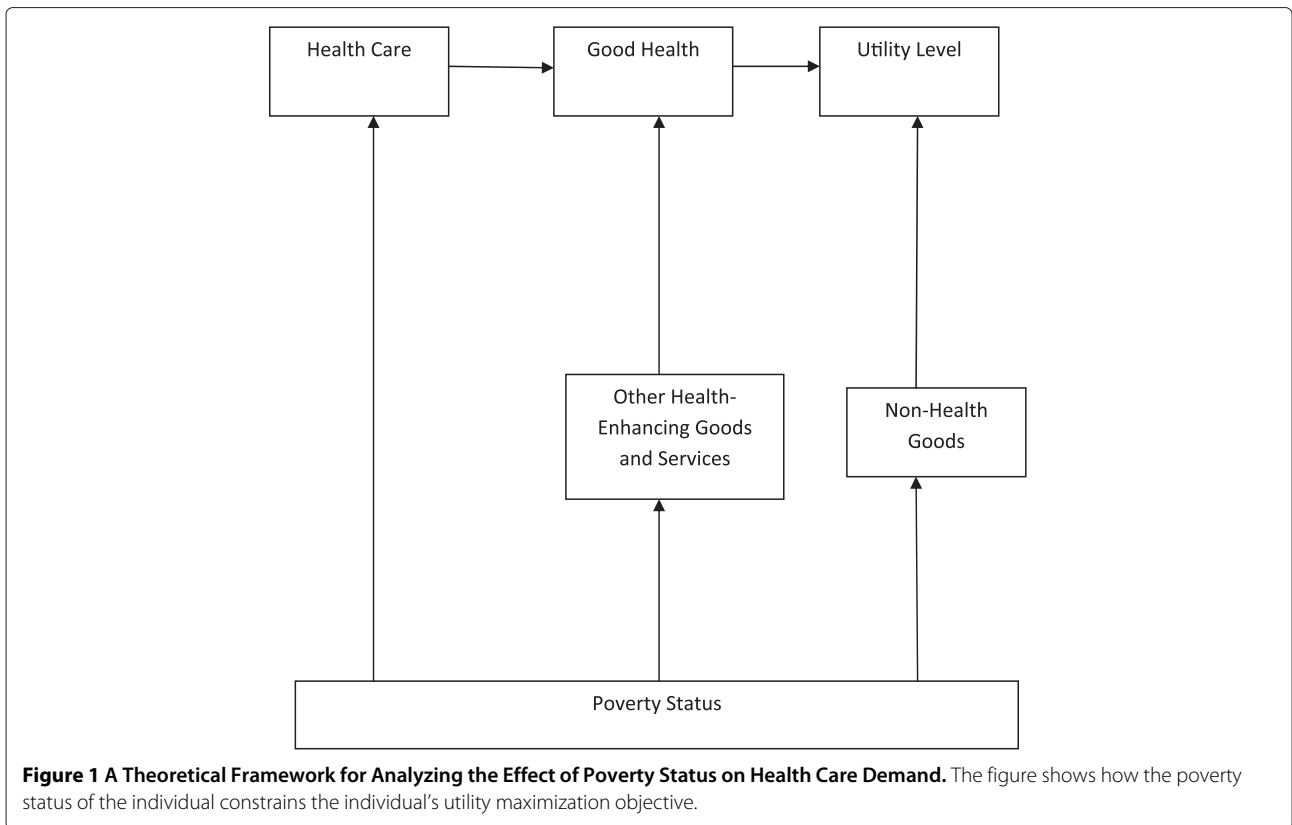 Health Care
Good Health
Utility Level
Other Health-
Enhancing Goods
and Services
Non-Health
Goods
Poverty Status
Figure 1 A Theoretical Framework for Analyzing the Effect of Poverty Status on Health Care Demand. The figure shows how the poverty
status of the individual constrains the individual's utility maximization objective.